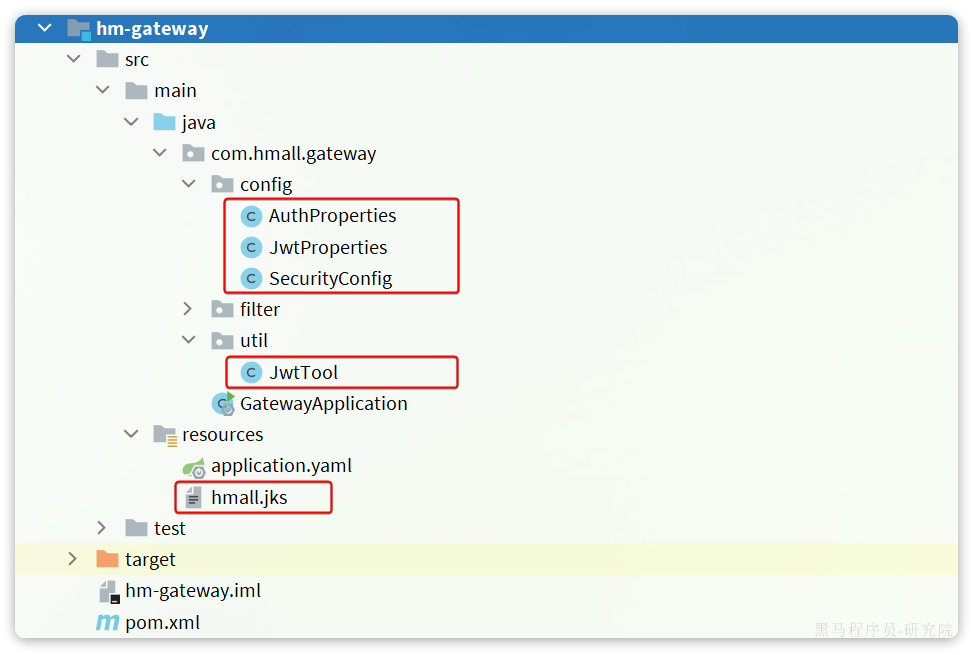 hm-gateway
src
main
java
com.hmall.gateway
config
AuthProperties
JwtProperties
SecurityConfig
filter
util
JwtTool
GatewayApplication
resources
application.yaml
hmall.jks
test
target
hm-gateway.iml
pom.xml
黑马程序员-研究院